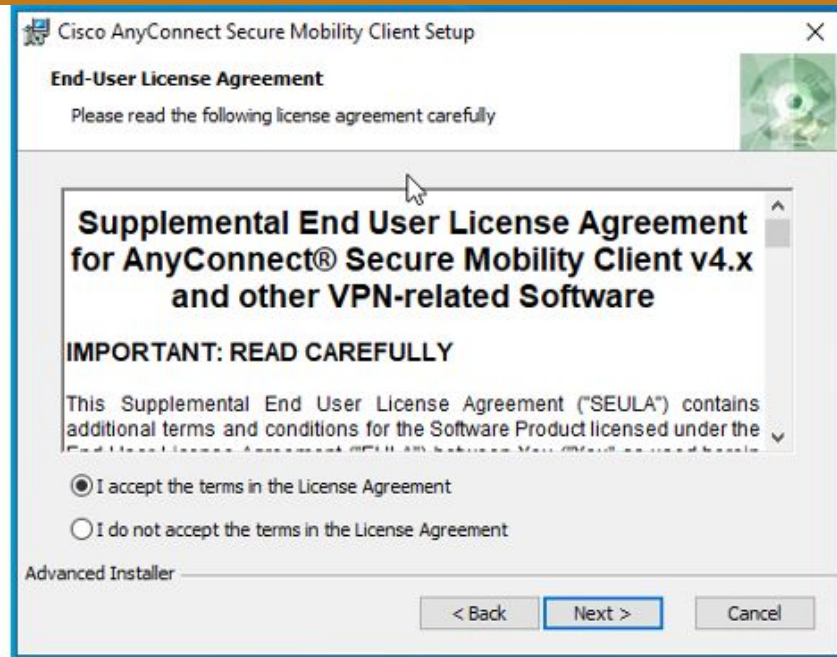 Cisco AnyConnect Secure Mobility Client Setup
End-User License Agreement
Please read the following license agreement carefully
Supplemental End User License Agreement
for AnyConnect® Secure Mobility Client v4.x
and other VPN-related Software
IMPORTANT: READ CAREFULLY
This Supplemental End User License Agreement ("SEULA") contains
additional terms and conditions for the Software Product licensed under the
I accept the terms in the License Agreement
I do not accept the terms in the License Agreement
Advanced Installer
< Back Next > Cancel